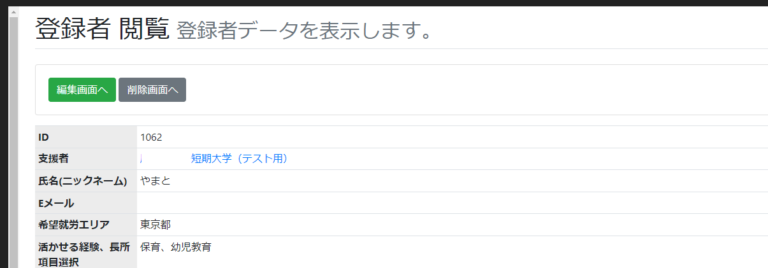 登録者 閲覧 登録者データを表示します。
編集画面へ 削除画面へ
ID 1062
支援者 短期大学（テスト用）
氏名(ニックネーム) やまと
Eメール
希望就労エリア 東京都
活かせる経験、長所 保育、幼児教育
項目選択